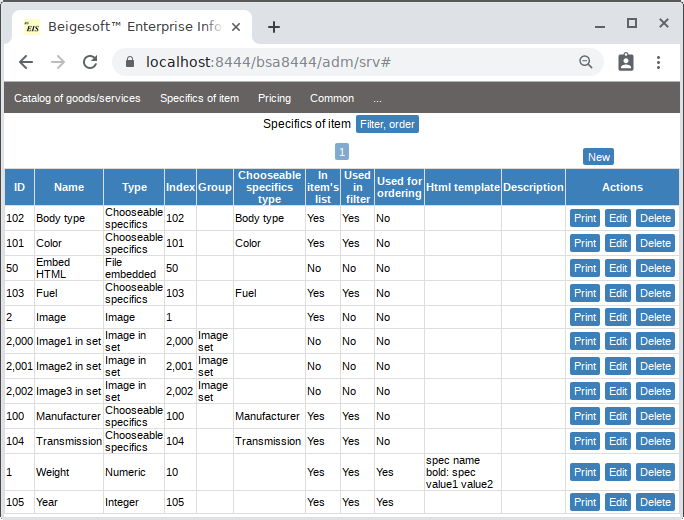 EIS Beigesoft™ Enterprise Info
localhost:8444/bsa8444/adm/srv#
Catalog of goods/services Specifics of item Pricing Common ...
Specifics of item Filter, order
1
New
ID Name Type Index Group Chooseable specifics type In item's list Used in filter Used for ordering Html template Description Actions
102 Body type Chooseable specifics 102 Body type Yes Yes No Print Edit Delete
101 Color Chooseable specifics 101 Color Yes Yes No Print Edit Delete
50 Embed HTML File embedded 50 No No No Print Edit Delete
103 Fuel Chooseable specifics 103 Fuel Yes Yes No Print Edit Delete
2 Image Image 1 Yes No No Print Edit Delete
2,000 Image1 in set Image in set 2,000 Image set No No No Print Edit Delete
2,001 Image2 in set Image in set 2,001 Image set No No No Print Edit Delete
2,002 Image3 in set Image in set 2,002 Image set No No No Print Edit Delete
100 Manufacturer Chooseable specifics 100 Manufacturer Yes Yes No Print Edit Delete
104 Transmission Chooseable specifics 104 Transmission Yes Yes No Print Edit Delete
1 Weight Numeric 10 Yes Yes Yes spec name bold: spec value1 value2 Print Edit Delete
105 Year Integer 105 Yes Yes Yes Print Edit Delete